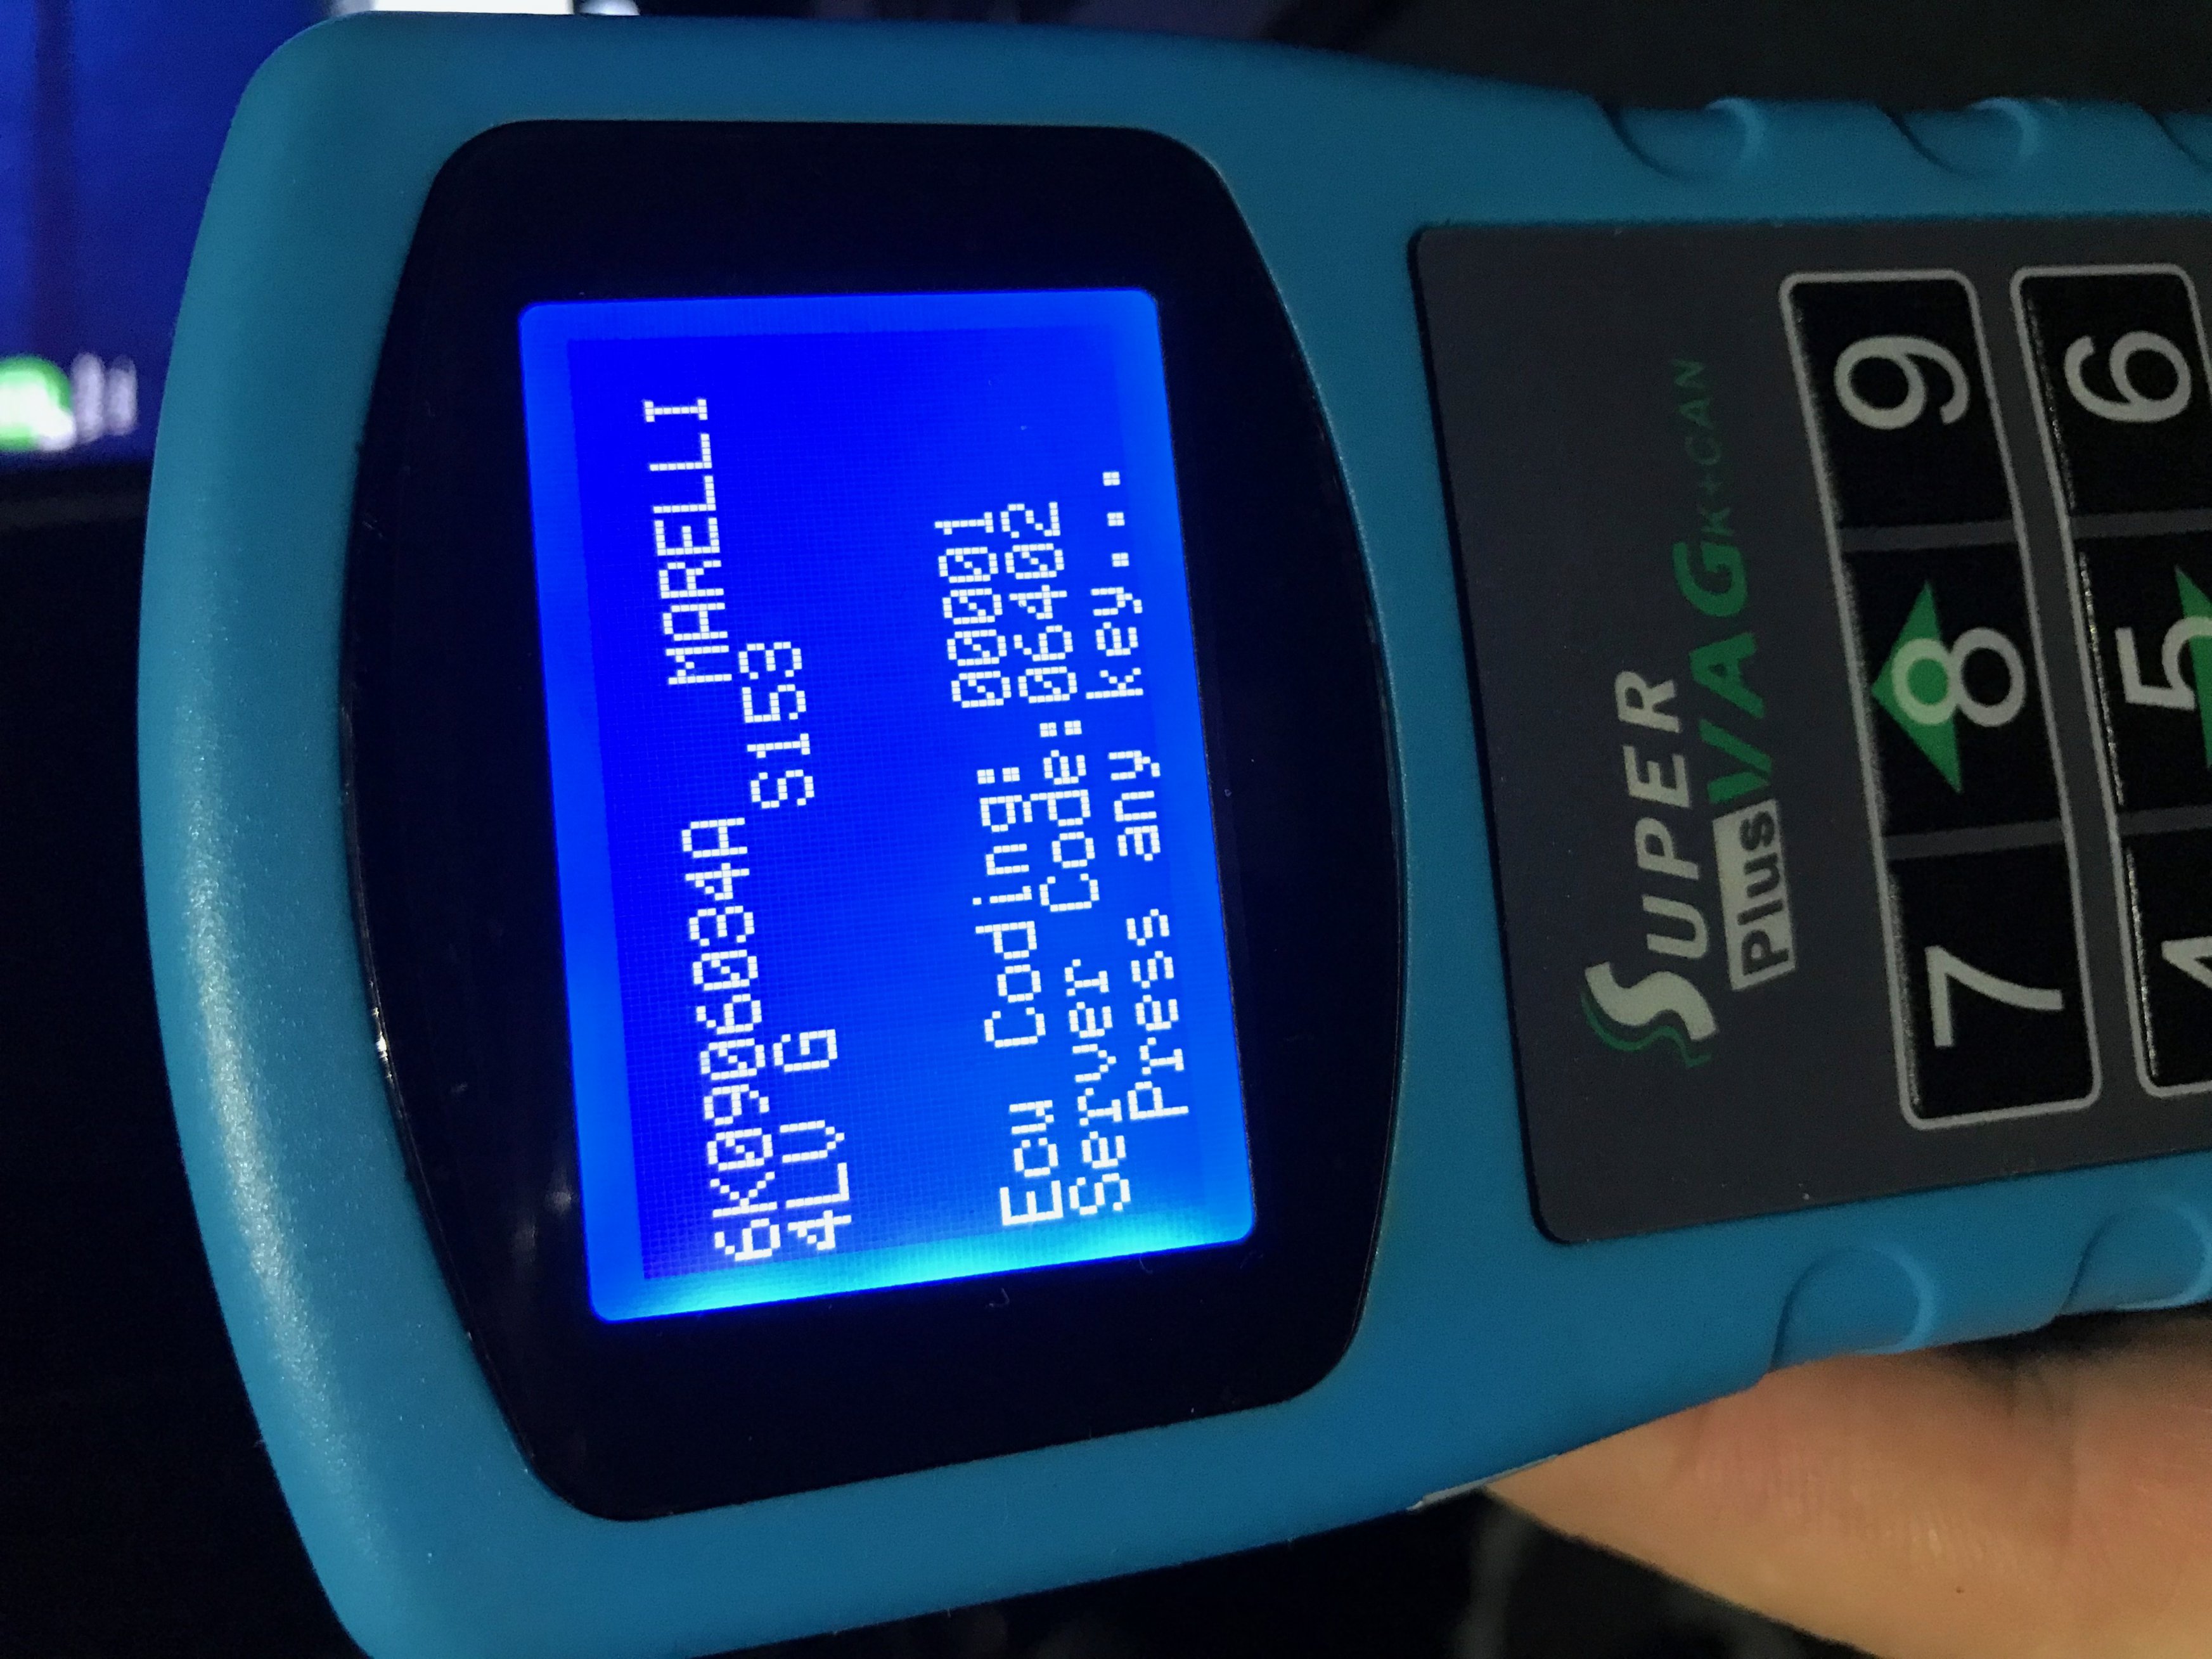 6K0906034A MARELLI
4LV G S153
Ecu Coding: 00001
Server Code:06402
Press any key...
SUPER
Plus VAG K+CAN
7 8 9
5 6